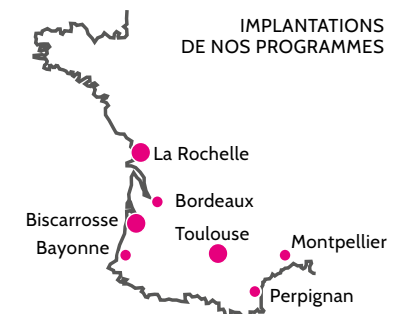 IMPLANTATIONS
DE NOS PROGRAMMES
La Rochelle
Bordeaux
Biscarrosse
Toulouse
Bayonne
Montpellier
Perpignan